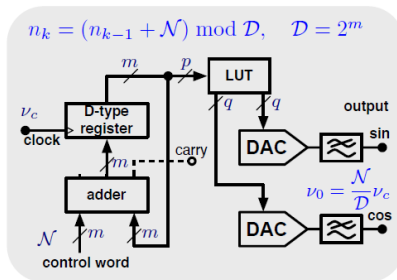 n_k = (n_{k-1} + 𝒩) mod 𝒟, 𝒟 = 2^m
m
p
LUT
ν_c
D-type
register
q
q
output
clock
sin
DAC
m
carry
adder
ν_0 = 𝒩/𝒟 ν_c
𝒩
m
m
DAC
cos
control word